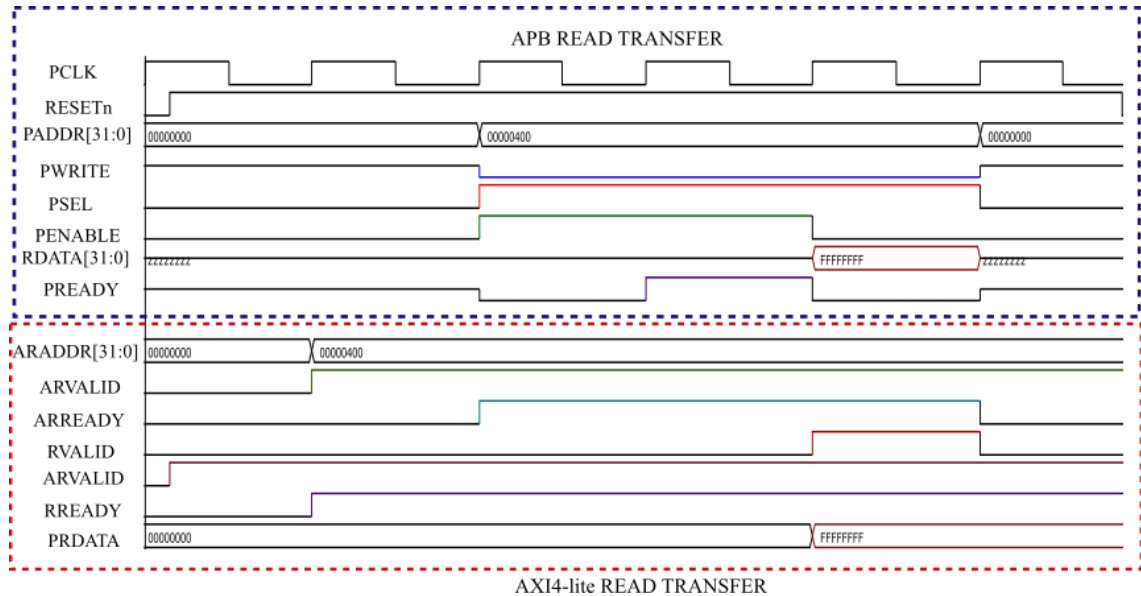 APB READ TRANSFER
PCLK
RESETn
PADDR[31:0] 00000000 00000400 00000000
PWRITE
PSEL
PENABLE
RDATA[31:0] zzzzzzzz FFFFFFFF zzzzzzzz
PREADY
ARADDR[31:0] 00000000 00000400
ARVALID
ARREADY
RVALID
ARVALID
RREADY
PRDATA 00000000 FFFFFFFF
AXI4-lite READ TRANSFER